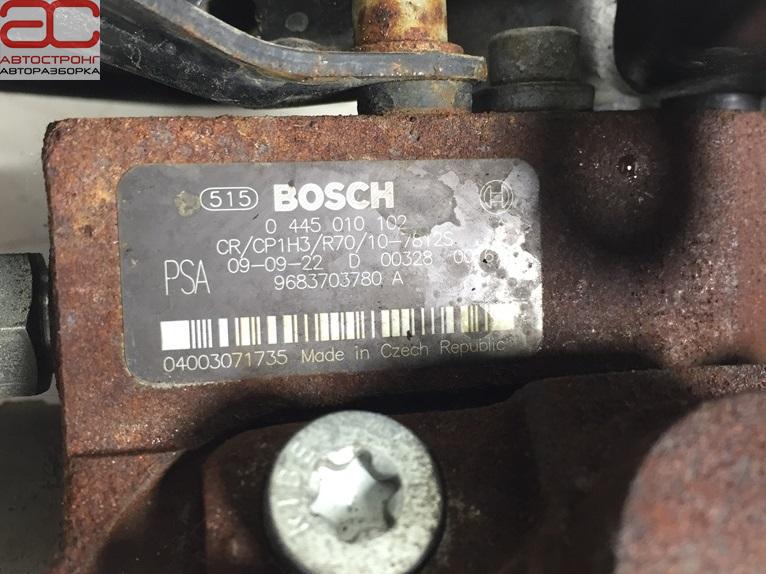 АС
АВТОСТРОНГ
АВТОРАЗБОРКА
515 BOSCH
0 445 010 102
CR/CP1H3/R70/10-7812S
PSA 09-09-22 D 00328
9683703780 A
04003071735 Made in Czech Republic